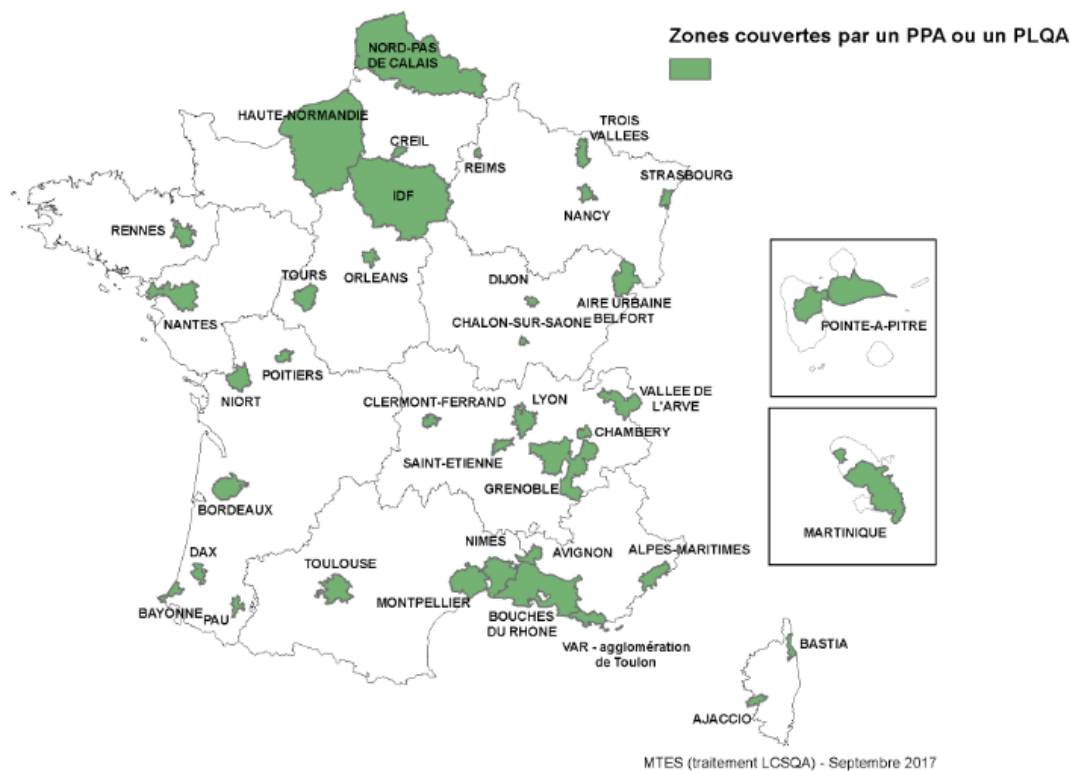 Zones couvertes par un PPA ou un PLQA
NORD-PAS
DE CALAIS
HAUTE-NORMANDIE
CREIL
REIMS
TROIS
VALLEES
STRASBOURG
IDF
NANCY
RENNES
ORLEANS
TOURS
DIJON
AIRE URBAINE
BELFORT
NANTES
CHALON-SUR-SAONE
POINTE-A-PITRE
POITIERS
NIORT
CLERMONT-FERRAND
LYON
VALLEE DE
L'ARVE
CHAMBERY
SAINT-ETIENNE
GRENOBLE
BORDEAUX
MARTINIQUE
NIMES
AVIGNON
ALPES-MARITIMES
DAX
TOULOUSE
MONTPELLIER
BAYONNE
PAU
BOUCHES
DU RHONE
VAR - agglomération
de Toulon
BASTIA
AJACCIO
MTES (traitement LCSQA) - Septembre 2017